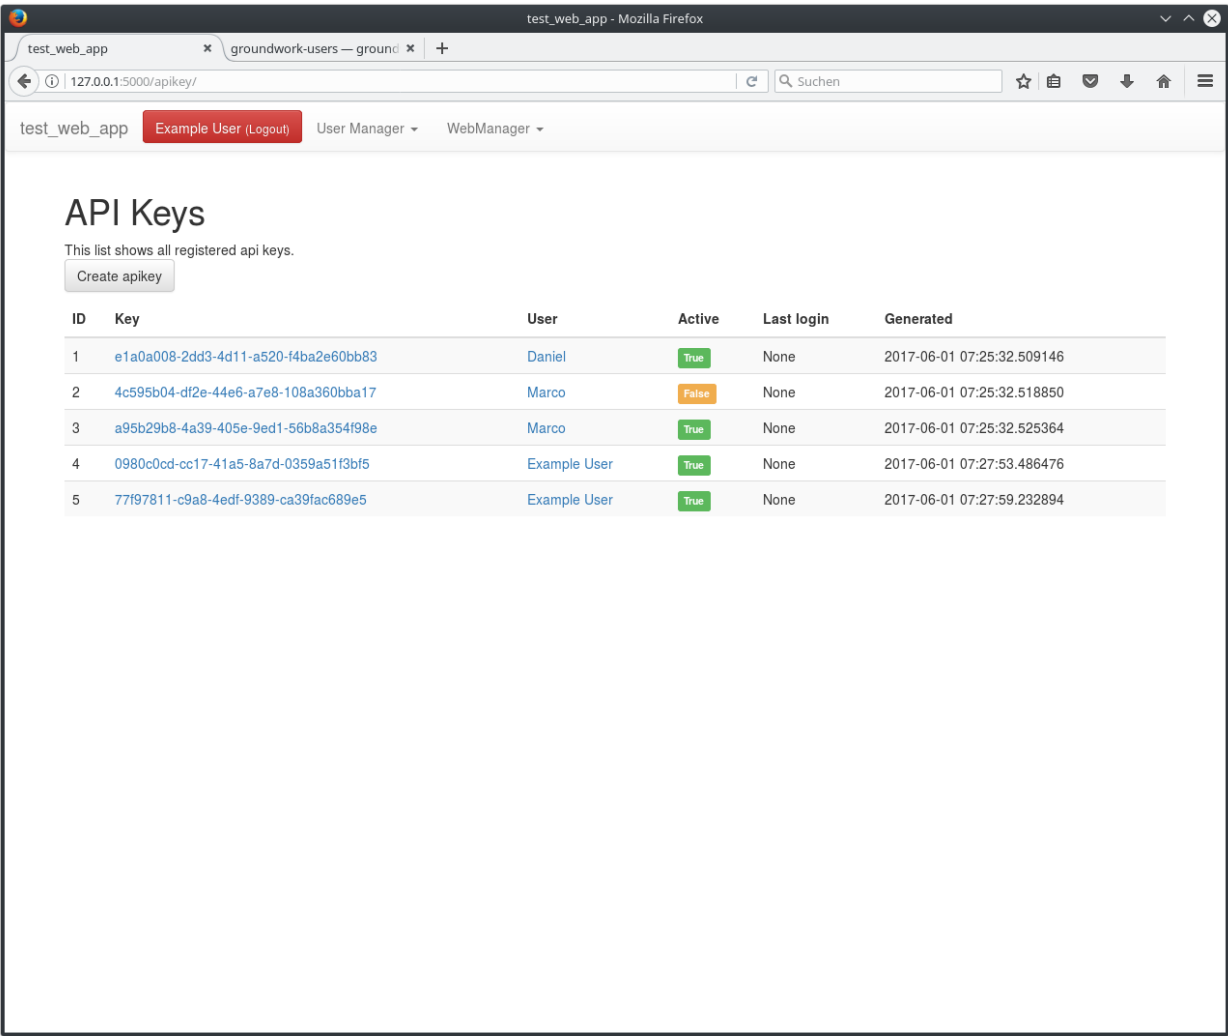 test_web_app - Mozilla Firefox
test_web_app groundwork-users — ground
127.0.0.1:5000/apikey/ Suchen
test_web_app Example User (Logout) User Manager WebManager
API Keys
This list shows all registered api keys.
Create apikey
ID Key User Active Last login Generated
1 e1a0a008-2dd3-4d11-a520-f4ba2e60bb83 Daniel True None 2017-06-01 07:25:32.509146
2 4c595b04-df2e-44e6-a7e8-108a360bba17 Marco False None 2017-06-01 07:25:32.518850
3 a95b29b8-4a39-405e-9ed1-56b8a354f98e Marco True None 2017-06-01 07:25:32.525364
4 0980c0cd-cc17-41a5-8a7d-0359a51f3bf5 Example User True None 2017-06-01 07:27:53.486476
5 77f97811-c9a8-4edf-9389-ca39fac689e5 Example User True None 2017-06-01 07:27:59.232894